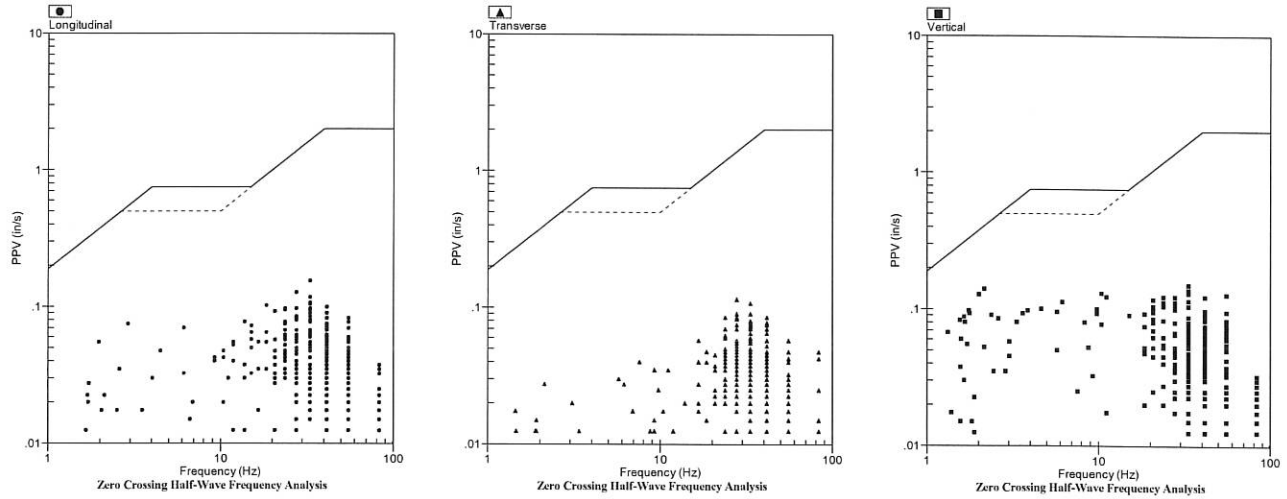 Longitudinal
10
1
.1
.01
PPV (in/s)
1
10
100
Frequency (Hz)
Zero Crossing Half-Wave Frequency Analysis
Transverse
10
1
.1
.01
PPV (in/s)
1
10
100
Frequency (Hz)
Zero Crossing Half-Wave Frequency Analysis
Vertical
10
1
.1
.01
PPV (in/s)
1
10
100
Frequency (Hz)
Zero Crossing Half-Wave Frequency Analysis